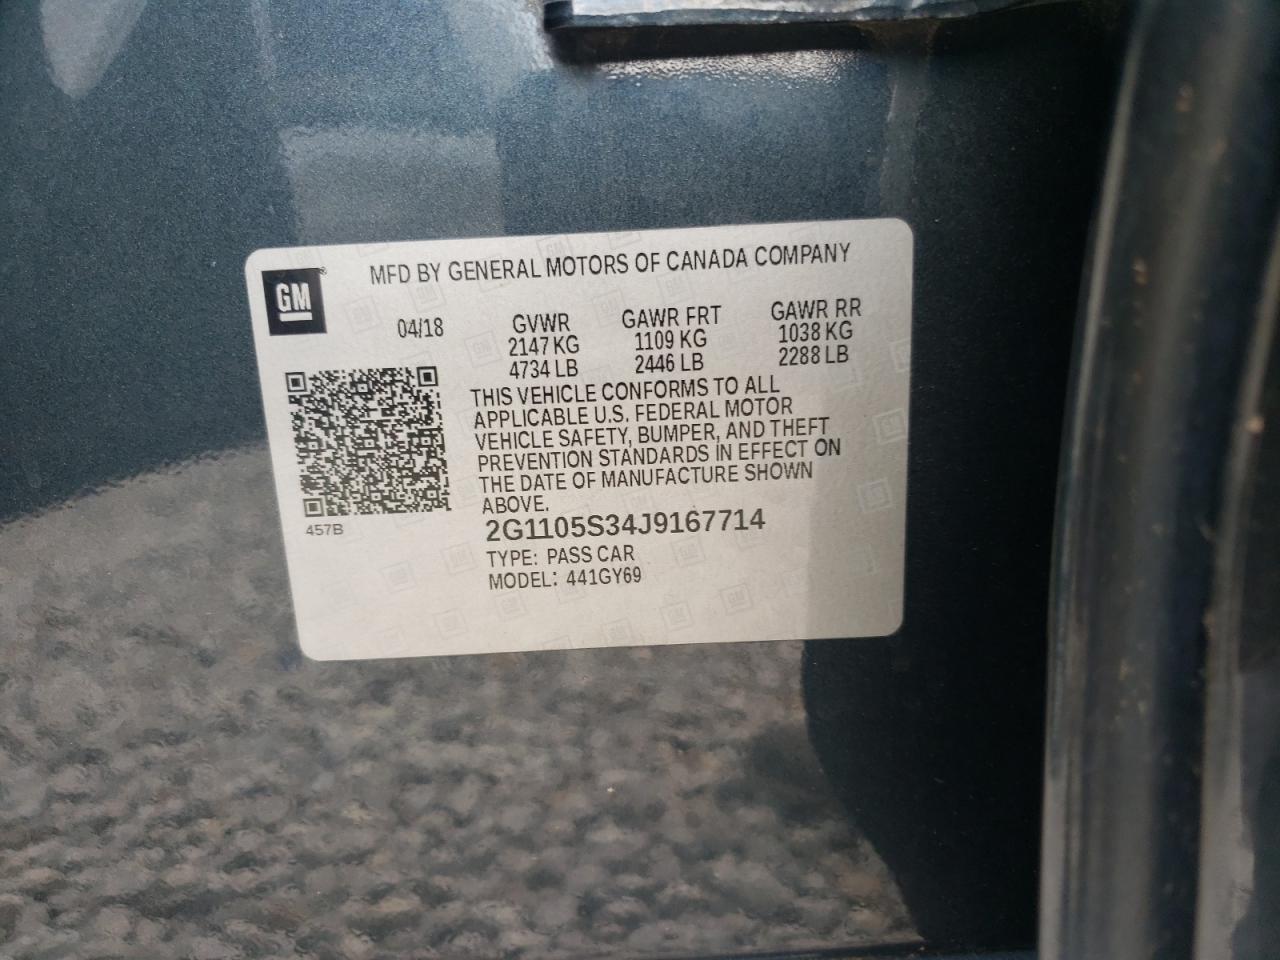 GM
MFD BY GENERAL MOTORS OF CANADA COMPANY
04/18 GVWR GAWR FRT GAWR RR
2147 KG 1109 KG 1038 KG
4734 LB 2446 LB 2288 LB
THIS VEHICLE CONFORMS TO ALL
APPLICABLE U.S. FEDERAL MOTOR
VEHICLE SAFETY, BUMPER, AND THEFT
PREVENTION STANDARDS IN EFFECT ON
THE DATE OF MANUFACTURE SHOWN
ABOVE.
457B
2G1105S34J9167714
TYPE: PASS CAR
MODEL: 441GY69